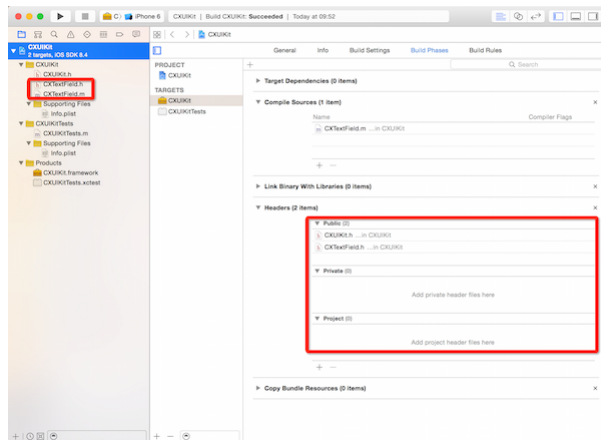 C) iPhone 6 CXUIKit | Build CXUIKit: Succeeded | Today at 09:52
CXUIKit
CXUIKit
2 targets, iOS SDK 8.4
CXUIKit
CXUIKit.h
CXTextField.h
CXTextField.m
Supporting Files
Info.plist
CXUIKitTests
CXUIKitTests.m
Supporting Files
Info.plist
Products
CXUIKit.framework
CXUIKitTests.xctest
General Info Build Settings Build Phases Build Rules
PROJECT
CXUIKit
TARGETS
CXUIKit
CXUIKitTests
Search
Target Dependencies (0 items)
Compile Sources (1 item)
Name Compiler Flags
CXTextField.m ...in CXUIKit
Link Binary With Libraries (0 items)
Headers (2 items)
Public (2)
CXUIKit.h ...in CXUIKit
CXTextField.h ...in CXUIKit
Private (0)
Add private header files here
Project (0)
Add project header files here
Copy Bundle Resources (0 items)